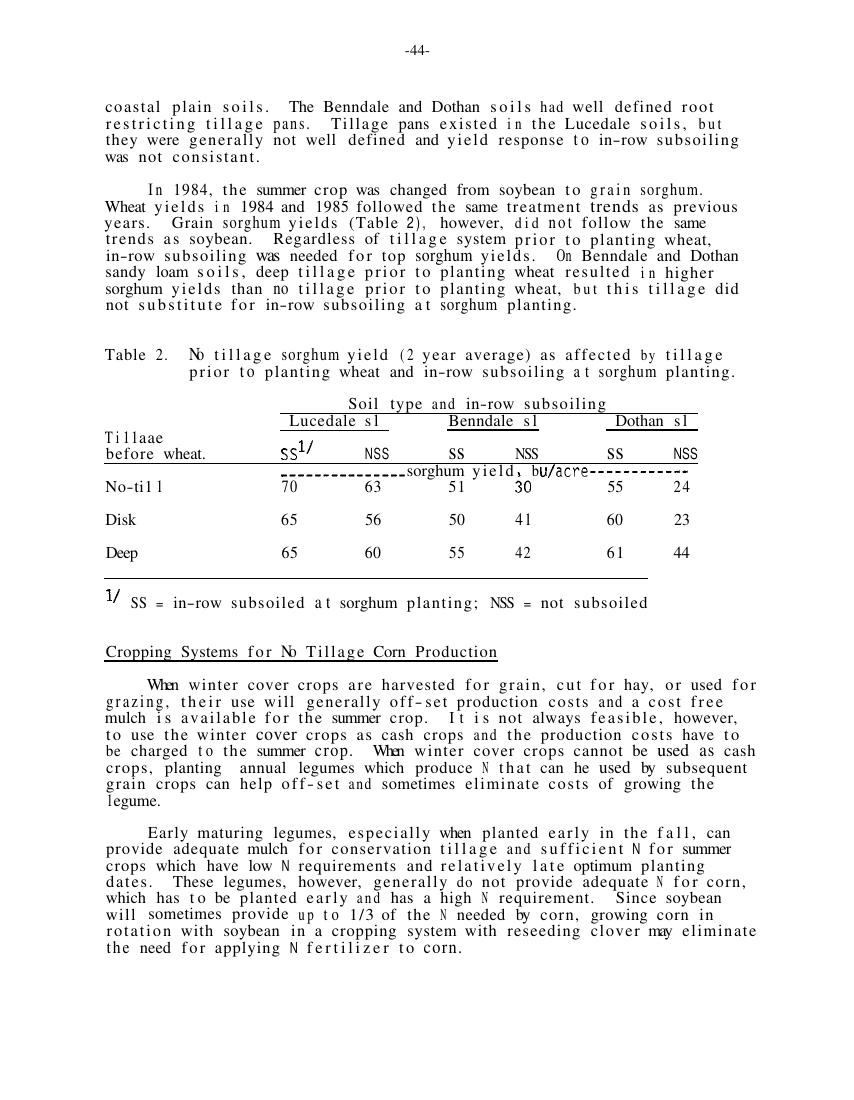 -44-
coastal plain soils. The Benndale and Dothan soils had well defined root
restricting tillage pans. Tillage pans existed in the Lucedale soils, but
they were generally not well defined and yield response to in-row subsoiling
was not consistant.
In 1984, the summer crop was changed from soybean to grain sorghum.
Wheat yields in 1984 and 1985 followed the same treatment trends as previous
years. Grain sorghum yields (Table 2), however, did not follow the same
trends as soybean. Regardless of tillage system prior to planting wheat,
in-row subsoiling was needed for top sorghum yields. On Benndale and Dothan
sandy loam soils, deep tillage prior to planting wheat resulted in higher
sorghum yields than no tillage prior to planting wheat, but this tillage did
not substitute for in-row subsoiling at sorghum planting.
Table 2. No tillage sorghum yield (2 year average) as affected by tillage
prior to planting wheat and in-row subsoiling at sorghum planting.
Soil type and in-row subsoiling
Lucedale sl Benndale sl Dothan sl
Tillaae
before wheat. SS1/ NSS SS NSS SS NSS
---------------sorghum yield, bu/acre------------
No-till 70 63 51 30 55 24
Disk 65 56 50 41 60 23
Deep 65 60 55 42 61 44
1/ SS = in-row subsoiled at sorghum planting; NSS = not subsoiled
Cropping Systems for No Tillage Corn Production
When winter cover crops are harvested for grain, cut for hay, or used for
grazing, their use will generally off-set production costs and a cost free
mulch is available for the summer crop. It is not always feasible, however,
to use the winter cover crops as cash crops and the production costs have to
be charged to the summer crop. When winter cover crops cannot be used as cash
crops, planting annual legumes which produce N that can he used by subsequent
grain crops can help off-set and sometimes eliminate costs of growing the
legume.
Early maturing legumes, especially when planted early in the fall, can
provide adequate mulch for conservation tillage and sufficient N for summer
crops which have low N requirements and relatively late optimum planting
dates. These legumes, however, generally do not provide adequate N for corn,
which has to be planted early and has a high N requirement. Since soybean
will sometimes provide up to 1/3 of the N needed by corn, growing corn in
rotation with soybean in a cropping system with reseeding clover may eliminate
the need for applying N fertilizer to corn.